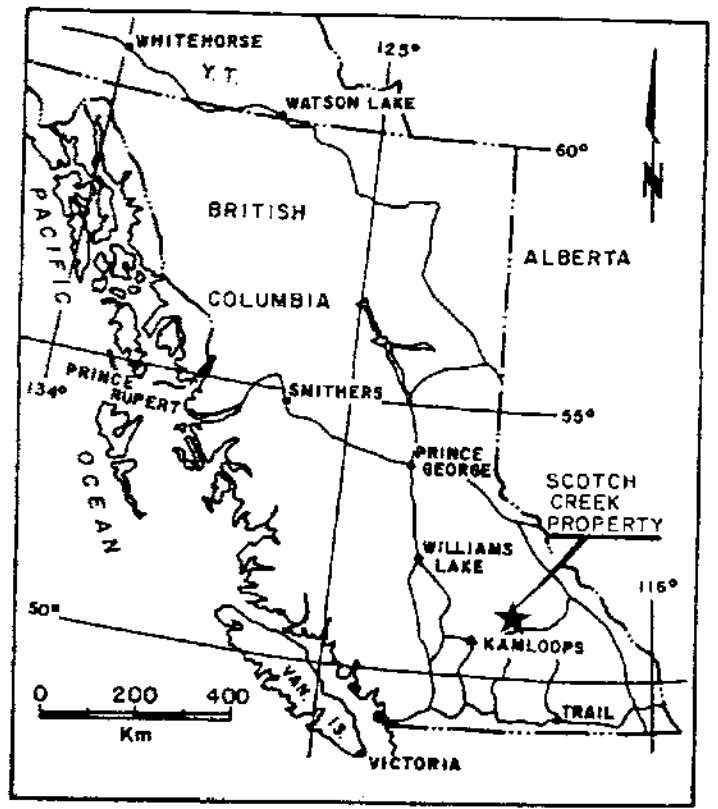 WHITEHORSE
125°
Y.T.
WATSON LAKE
60°
N
PACIFIC
BRITISH
ALBERTA
COLUMBIA
134°
PRINCE
RUPERT
SMITHERS
55°
OCEAN
PRINCE
GEORGE
SCOTCH
CREEK
PROPERTY
WILLIAMS
LAKE
116°
50°
KAMLOOPS
0 200 400
Km
VAN. IS.
TRAIL
VICTORIA